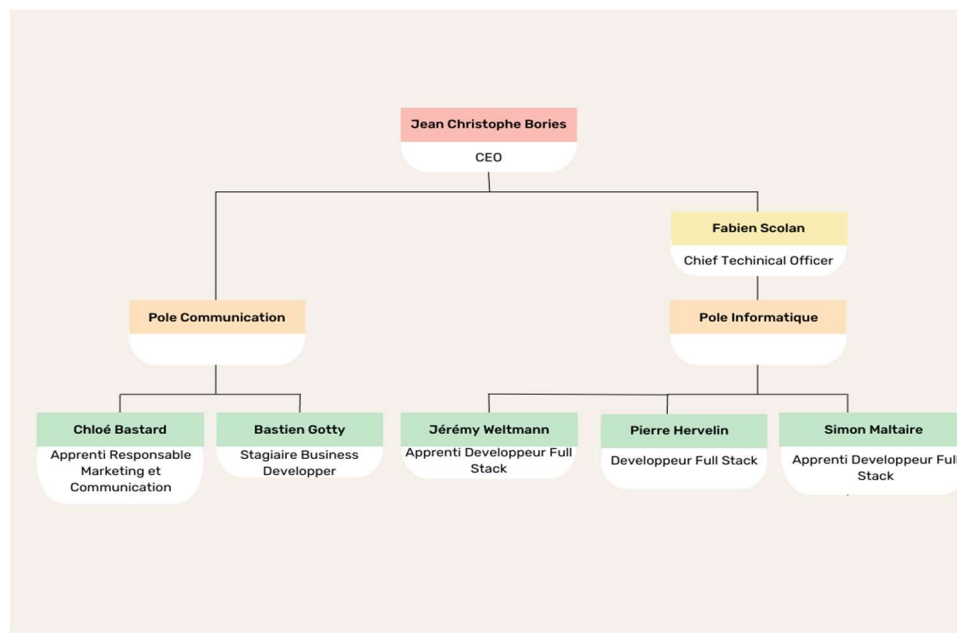 Jean Christophe Bories
CEO
Fabien Scolan
Chief Techinical Officer
Pole Communication
Pole Informatique
Chloé Bastard
Apprenti Responsable
Marketing et
Communication
Bastien Gotty
Stagiaire Business
Developper
Jérémy Weltmann
Apprenti Developpeur Full
Stack
Pierre Hervelin
Developpeur Full Stack
Simon Maltaire
Apprenti Developpeur Full
Stack